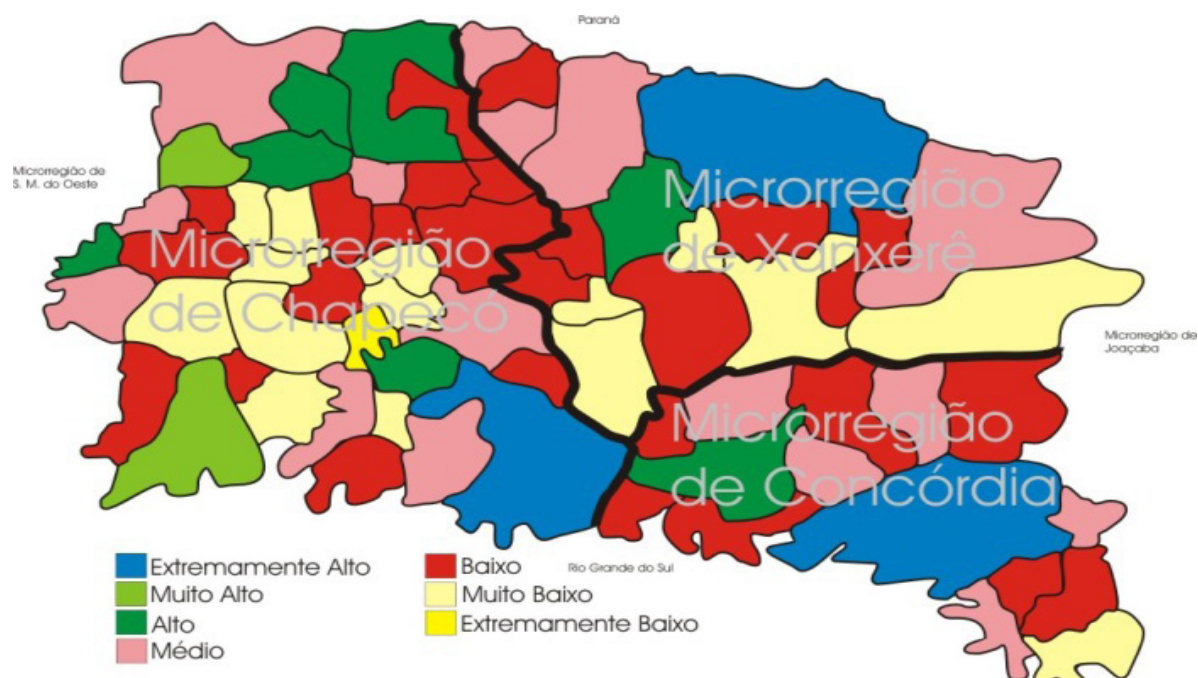 Paraná
Microrregião de
S. M. do Oeste
Microrregião
de Xanxerê
Microrregião
de Chapecó
Microrregião de
Joaçaba
Microrregião
de Concórdia
Rio Grande do Sul
Extremamente Alto
Muito Alto
Alto
Médio
Baixo
Muito Baixo
Extremamente Baixo